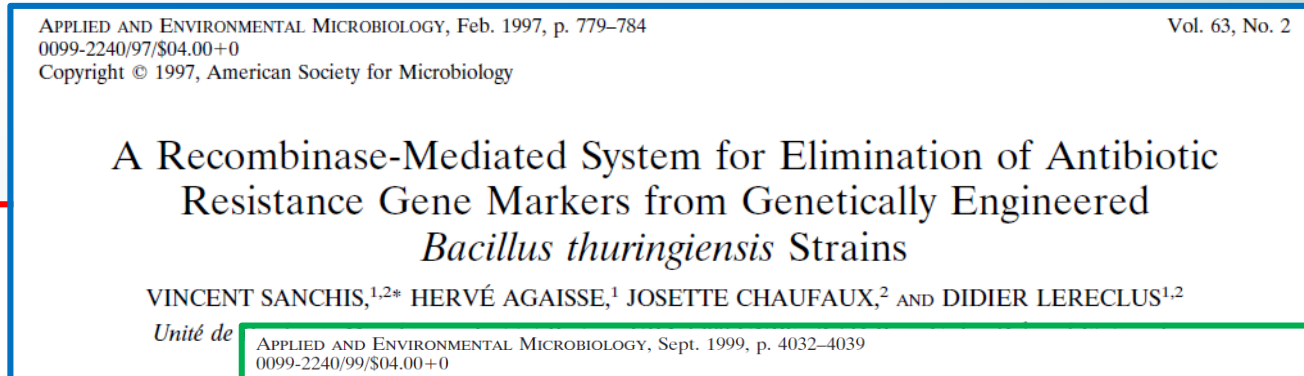 APPLIED AND ENVIRONMENTAL MICROBIOLOGY, Feb. 1997, p. 779–784 Vol. 63, No. 2
0099-2240/97/$04.00+0
Copyright © 1997, American Society for Microbiology
A Recombinase-Mediated System for Elimination of Antibiotic
Resistance Gene Markers from Genetically Engineered
Bacillus thuringiensis Strains
VINCENT SANCHIS,1,2* HERVÉ AGAISSE,1 JOSETTE CHAUFAUX,2 AND DIDIER LERECLUS1,2
Unité de
APPLIED AND ENVIRONMENTAL MICROBIOLOGY, Sept. 1999, p. 4032–4039
0099-2240/99/$04.00+0